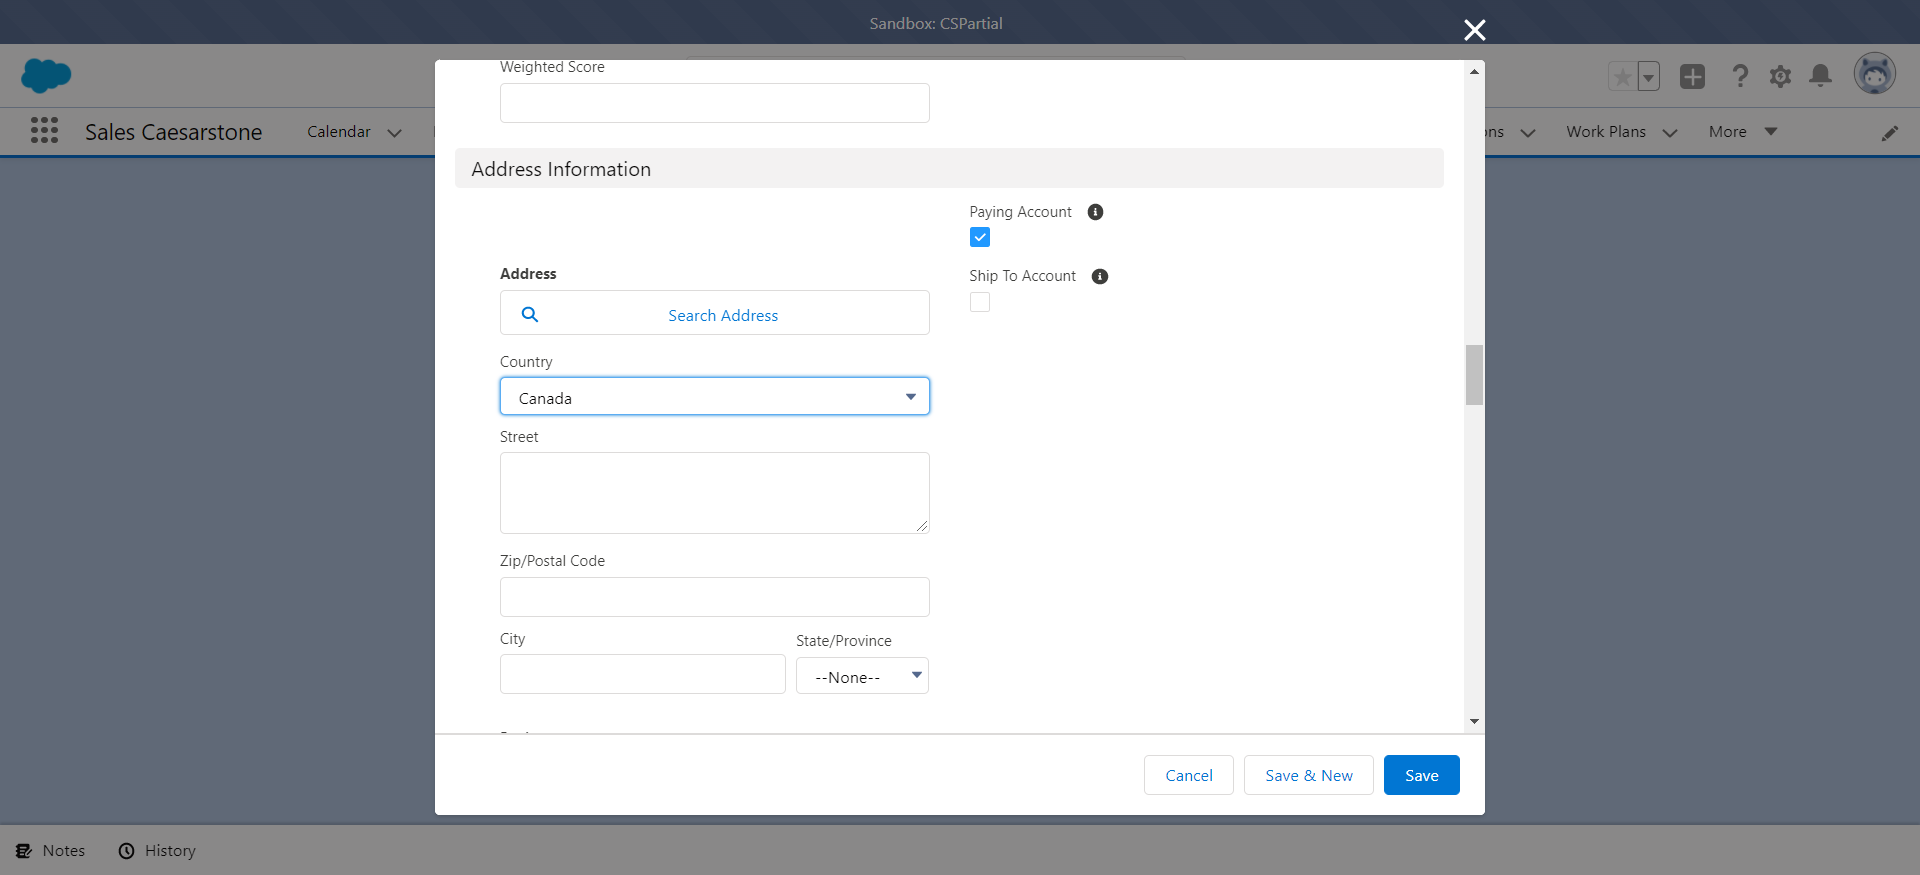 Sandbox: CSPartial
Sales Caesarstone
Calendar
ons
Work Plans
More
Weighted Score
Address Information
Paying Account
Ship To Account
Address
Search Address
Country
Canada
Street
Zip/Postal Code
City
State/Province
--None--
Cancel
Save & New
Save
Notes
History